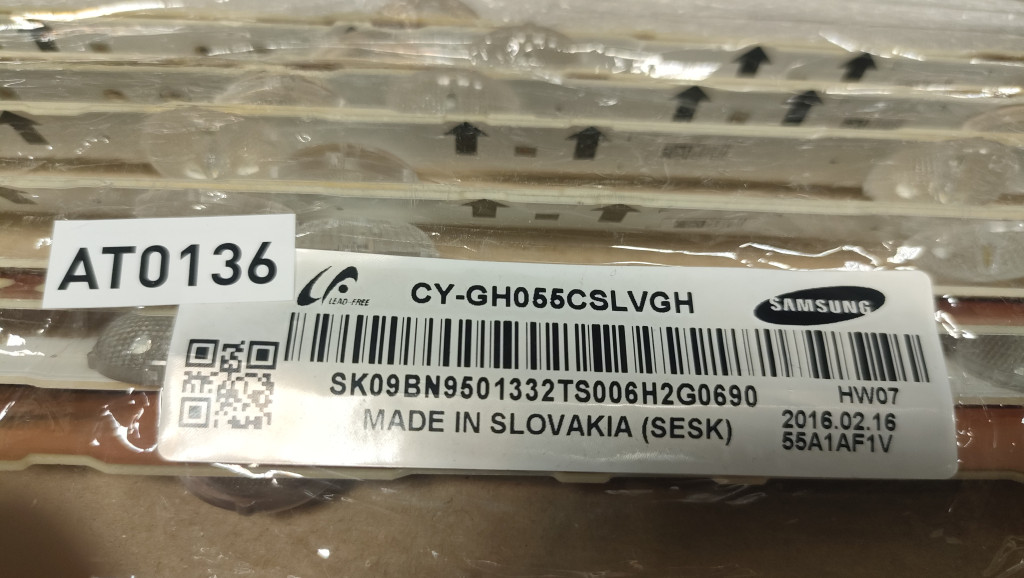 AT0136
LEAD-FREE
CY-GH055CSLVGH
SAMSUNG
SK09BN9501332TS006H2G0690
HW07
MADE IN SLOVAKIA (SESK)
2016.02.16
55A1AF1V